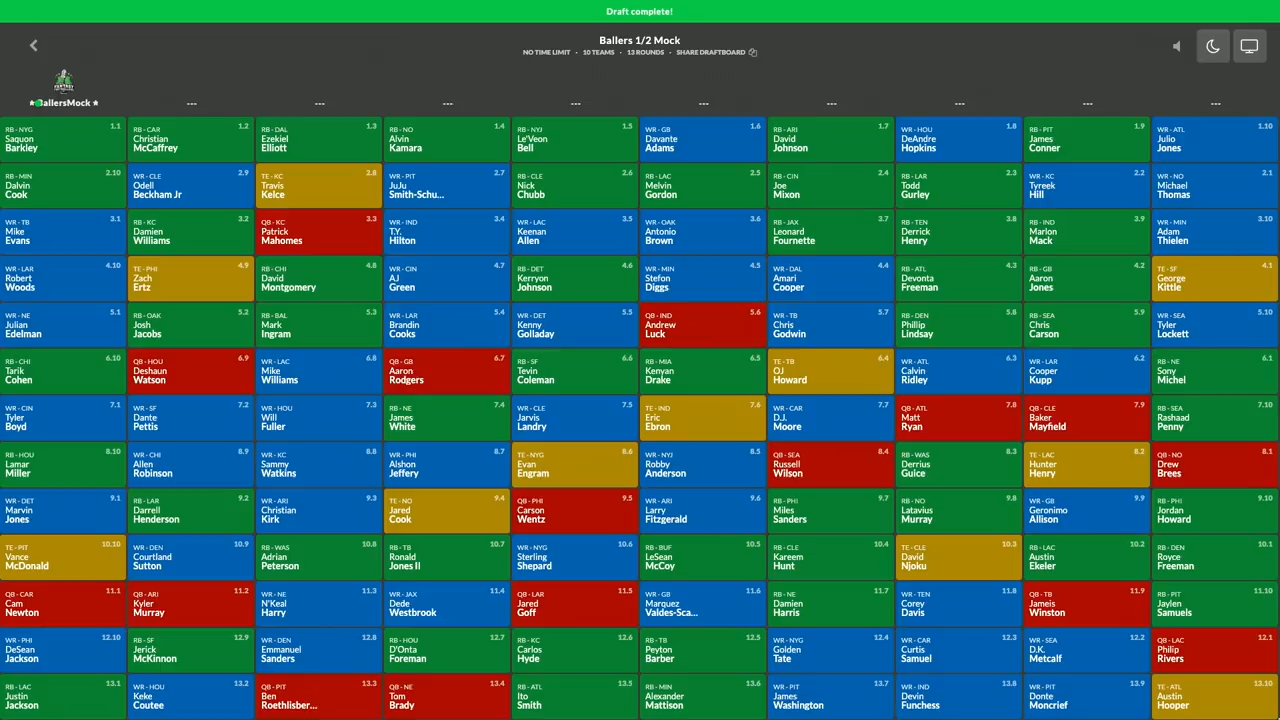 Draft complete!
Ballers 1/2 Mock
NO TIME LIMIT • 10 TEAMS • 13 ROUNDS • SHARE DRAFTBOARD
BallersMock
--- --- --- --- --- --- --- --- ---
RB - NYG 1.1
Saquon
Barkley
RB - CAR 1.2
Christian
McCaffrey
RB - DAL 1.3
Ezekiel
Elliott
RB - NO 1.4
Alvin
Kamara
RB - NYJ 1.5
Le'Veon
Bell
WR - GB 1.6
Davante
Adams
RB - ARI 1.7
David
Johnson
WR - HOU 1.8
DeAndre
Hopkins
RB - PIT 1.9
James
Conner
WR - ATL 1.10
Julio
Jones
RB - MIN 2.10
Dalvin
Cook
WR - CLE 2.9
Odell
Beckham Jr
TE - KC 2.8
Travis
Kelce
WR - PIT 2.7
JuJu
Smith-Schu...
RB - CLE 2.6
Nick
Chubb
RB - LAC 2.5
Melvin
Gordon
RB - CIN 2.4
Joe
Mixon
RB - LAR 2.3
Todd
Gurley
WR - KC 2.2
Tyreek
Hill
WR - NO 2.1
Michael
Thomas
WR - TB 3.1
Mike
Evans
RB - KC 3.2
Damien
Williams
QB - KC 3.3
Patrick
Mahomes
WR - IND 3.4
T.Y.
Hilton
WR - LAC 3.5
Keenan
Allen
WR - OAK 3.6
Antonio
Brown
RB - JAX 3.7
Leonard
Fournette
RB - TEN 3.8
Derrick
Henry
RB - IND 3.9
Marlon
Mack
WR - MIN 3.10
Adam
Thielen
WR - LAR 4.10
Robert
Woods
TE - PHI 4.9
Zach
Ertz
RB - CHI 4.8
David
Montgomery
WR - CIN 4.7
AJ
Green
RB - DET 4.6
Kerryon
Johnson
WR - MIN 4.5
Stefon
Diggs
WR - DAL 4.4
Amari
Cooper
RB - ATL 4.3
Devonta
Freeman
RB - GB 4.2
Aaron
Jones
TE - SF 4.1
George
Kittle
WR - NE 5.1
Julian
Edelman
RB - OAK 5.2
Josh
Jacobs
RB - BAL 5.3
Mark
Ingram
WR - LAR 5.4
Brandin
Cooks
WR - DET 5.5
Kenny
Golladay
QB - IND 5.6
Andrew
Luck
WR - TB 5.7
Chris
Godwin
RB - DEN 5.8
Phillip
Lindsay
RB - SEA 5.9
Chris
Carson
WR - SEA 5.10
Tyler
Lockett
RB - CHI 6.10
Tarik
Cohen
QB - HOU 6.9
Deshaun
Watson
WR - LAC 6.8
Mike
Williams
QB - GB 6.7
Aaron
Rodgers
RB - SF 6.6
Tevin
Coleman
RB - MIA 6.5
Kenyan
Drake
TE - TB 6.4
OJ
Howard
WR - ATL 6.3
Calvin
Ridley
WR - LAR 6.2
Cooper
Kupp
RB - NE 6.1
Sony
Michel
WR - CIN 7.1
Tyler
Boyd
WR - SF 7.2
Dante
Pettis
WR - HOU 7.3
Will
Fuller
RB - NE 7.4
James
White
WR - CLE 7.5
Jarvis
Landry
TE - IND 7.6
Eric
Ebron
WR - CAR 7.7
D.J.
Moore
QB - ATL 7.8
Matt
Ryan
QB - CLE 7.9
Baker
Mayfield
RB - SEA 7.10
Rashaad
Penny
RB - HOU 8.10
Lamar
Miller
WR - CHI 8.9
Allen
Robinson
WR - KC 8.8
Sammy
Watkins
WR - PHI 8.7
Alshon
Jeffery
TE - NYG 8.6
Evan
Engram
WR - NYJ 8.5
Robby
Anderson
QB - SEA 8.4
Russell
Wilson
RB - WAS 8.3
Derrius
Guice
TE - LAC 8.2
Hunter
Henry
QB - NO 8.1
Drew
Brees
WR - DET 9.1
Marvin
Jones
RB - LAR 9.2
Darrell
Henderson
WR - ARI 9.3
Christian
Kirk
TE - NO 9.4
Jared
Cook
QB - PHI 9.5
Carson
Wentz
WR - ARI 9.6
Larry
Fitzgerald
RB - PHI 9.7
Miles
Sanders
RB - NO 9.8
Latavius
Murray
WR - GB 9.9
Geronimo
Allison
RB - PHI 9.10
Jordan
Howard
TE - PIT 10.10
Vance
McDonald
WR - DEN 10.9
Courtland
Sutton
RB - WAS 10.8
Adrian
Peterson
RB - TB 10.7
Ronald
Jones II
WR - NYG 10.6
Sterling
Shepard
RB - BUF 10.5
LeSean
McCoy
RB - CLE 10.4
Kareem
Hunt
TE - CLE 10.3
David
Njoku
RB - LAC 10.2
Austin
Ekeler
RB - DEN 10.1
Royce
Freeman
QB - CAR 11.1
Cam
Newton
QB - ARI 11.2
Kyler
Murray
WR - NE 11.3
N'Keal
Harry
WR - JAX 11.4
Dede
Westbrook
QB - LAR 11.5
Jared
Goff
WR - GB 11.6
Marquez
Valdes-Sca...
RB - NE 11.7
Damien
Harris
WR - TEN 11.8
Corey
Davis
QB - TB 11.9
Jameis
Winston
RB - PIT 11.10
Jaylen
Samuels
WR - PHI 12.10
DeSean
Jackson
RB - SF 12.9
Jerick
McKinnon
WR - DEN 12.8
Emmanuel
Sanders
RB - HOU 12.7
D'Onta
Foreman
RB - KC 12.6
Carlos
Hyde
RB - TB 12.5
Peyton
Barber
WR - NYG 12.4
Golden
Tate
WR - CAR 12.3
Curtis
Samuel
WR - SEA 12.2
D.K.
Metcalf
QB - LAC 12.1
Philip
Rivers
RB - LAC 13.1
Justin
Jackson
WR - HOU 13.2
Keke
Coutee
QB - PIT 13.3
Ben
Roethlisber...
QB - NE 13.4
Tom
Brady
RB - ATL 13.5
Ito
Smith
RB - MIN 13.6
Alexander
Mattison
WR - PIT 13.7
James
Washington
WR - IND 13.8
Devin
Funchess
WR - PIT 13.9
Donte
Moncrief
TE - ATL 13.10
Austin
Hooper